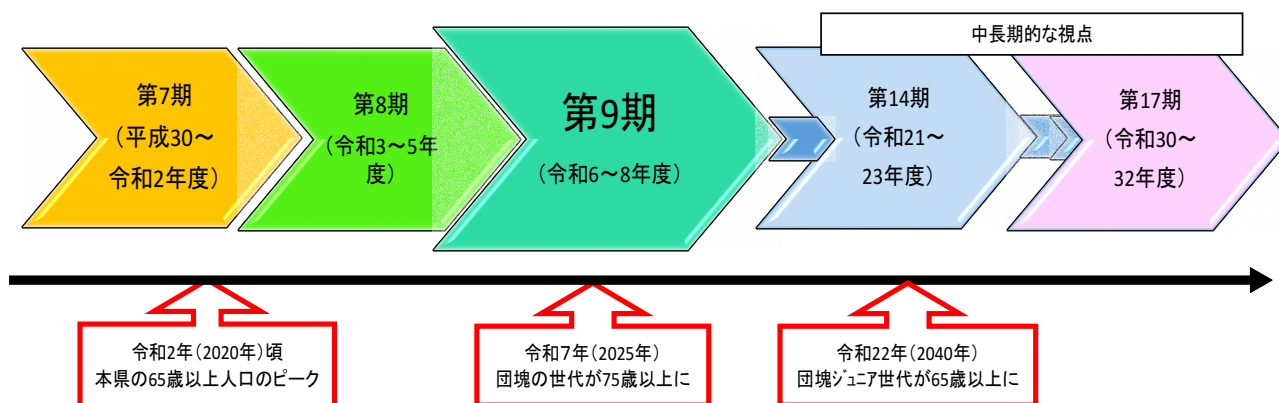 中長期的な視点
第7期
（平成30～
令和2年度）
第8期
（令和3～5年
度）
第9期
（令和6～8年度）
第14期
（令和21～
23年度）
第17期
（令和30～
32年度）
令和2年（2020年）頃
本県の65歳以上人口のピーク
令和7年（2025年）
団塊の世代が75歳以上に
令和22年（2040年）
団塊ｼﾞｭﾆｱ世代が65歳以上に